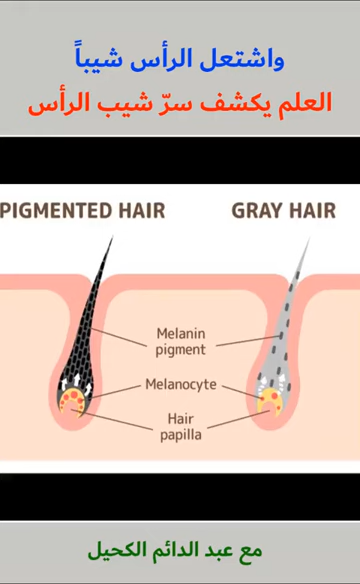 واشتعل الرأس شيباً
العلم يكشف سرّ شيب الرأس
PIGMENTED HAIR
GRAY HAIR
Melanin
pigment
Melanocyte
Hair
papilla
مع عبد الدائم الكحيل